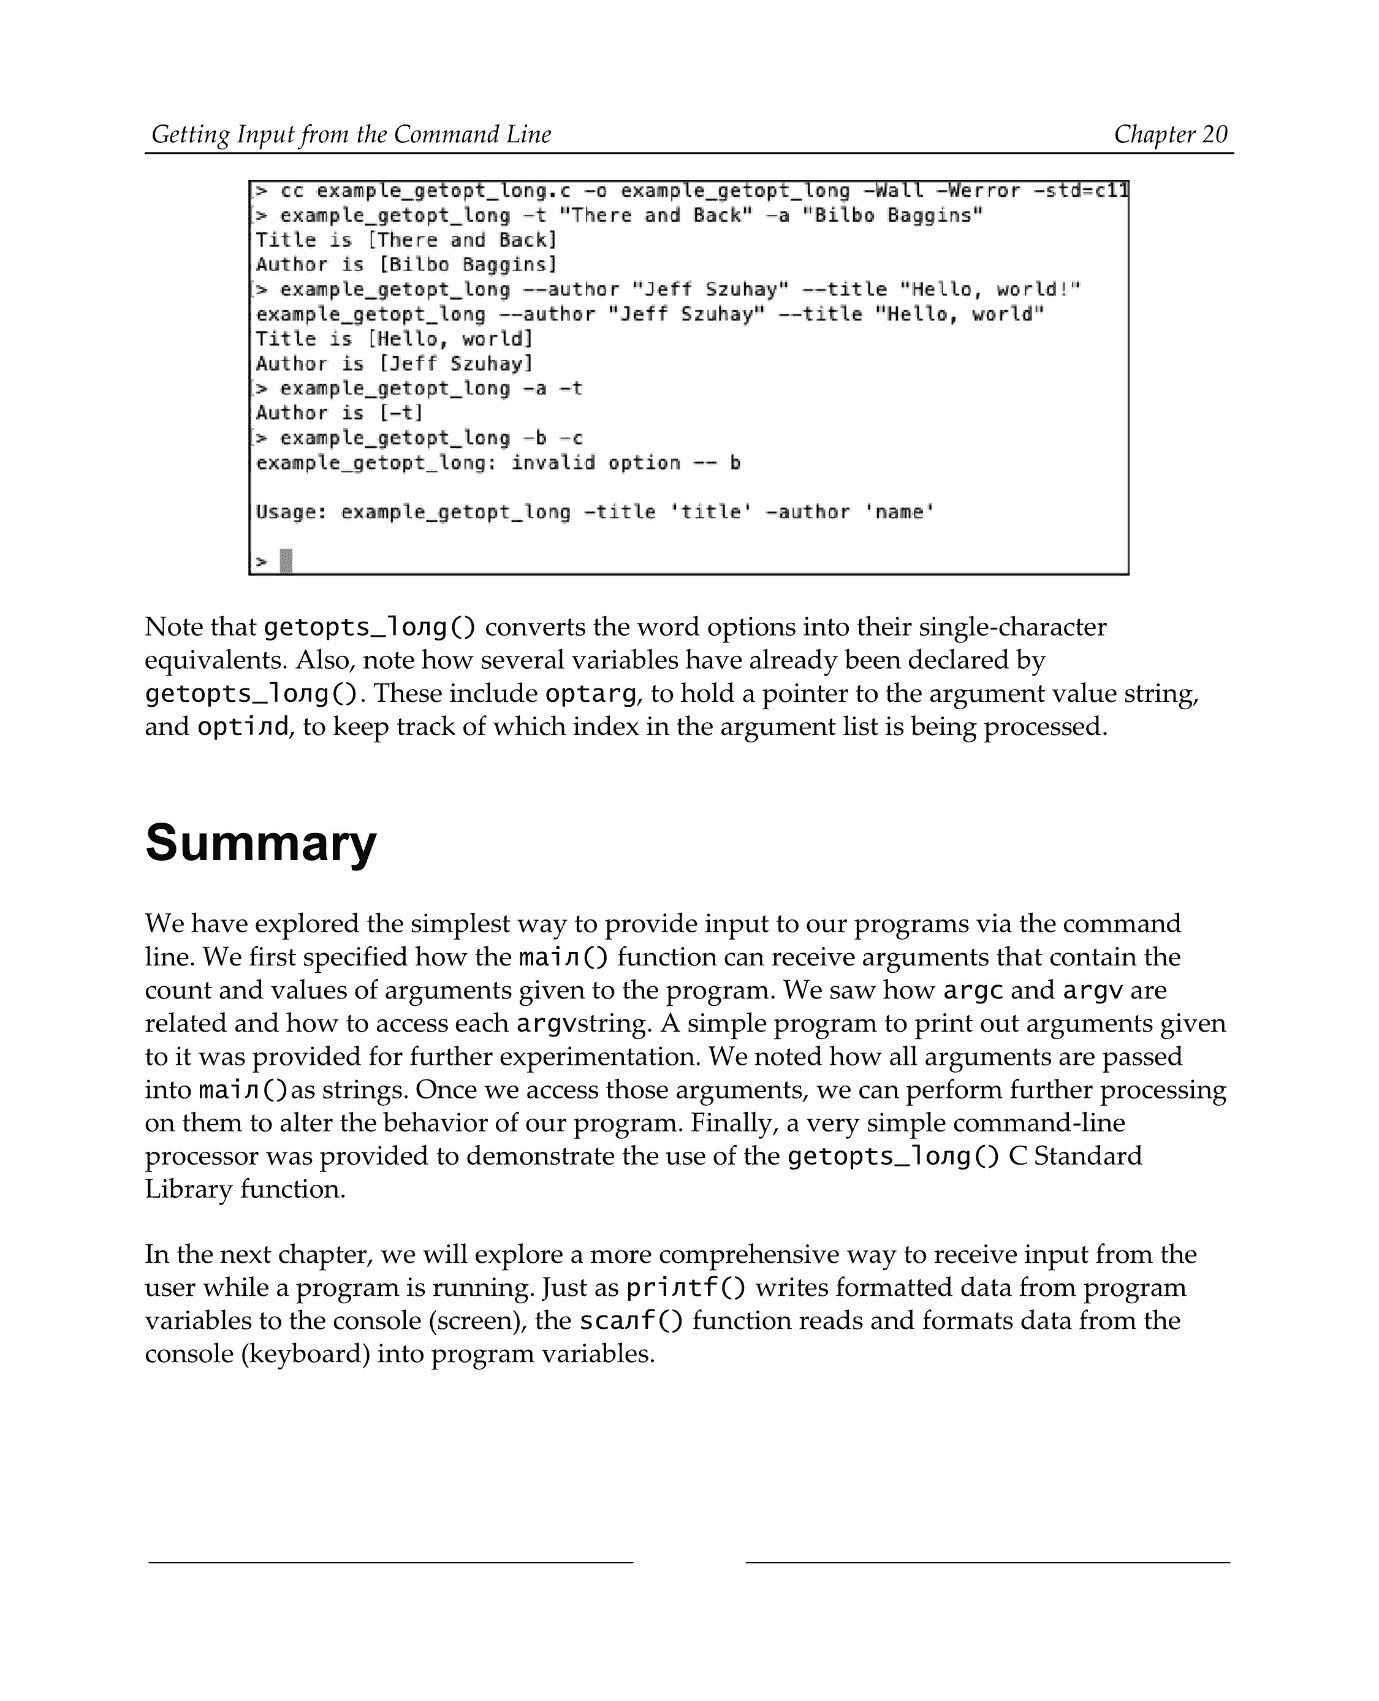 Getting Input from the Command Line Chapter 20
> cc example_getopt_long.c -o example_getopt_long -Wall -Werror -std=c11
> example_getopt_long -t "There and Back" -a "Bilbo Baggins"
Title is [There and Back]
Author is [Bilbo Baggins]
> example_getopt_long --author "Jeff Szuhay" --title "Hello, world!"
example_getopt_long --author "Jeff Szuhay" --title "Hello, world"
Title is [Hello, world]
Author is [Jeff Szuhay]
> example_getopt_long -a -t
Author is [-t]
> example_getopt_long -b -c
example_getopt_long: invalid option -- b
Usage: example_getopt_long -title 'title' -author 'name'
>
Note that getopts_long() converts the word options into their single-character
equivalents. Also, note how several variables have already been declared by
getopts_long(). These include optarg, to hold a pointer to the argument value string,
and optind, to keep track of which index in the argument list is being processed.
Summary
We have explored the simplest way to provide input to our programs via the command
line. We first specified how the main() function can receive arguments that contain the
count and values of arguments given to the program. We saw how argc and argv are
related and how to access each argvstring. A simple program to print out arguments given
to it was provided for further experimentation. We noted how all arguments are passed
into main()as strings. Once we access those arguments, we can perform further processing
on them to alter the behavior of our program. Finally, a very simple command-line
processor was provided to demonstrate the use of the getopts_long() C Standard
Library function.
In the next chapter, we will explore a more comprehensive way to receive input from the
user while a program is running. Just as printf() writes formatted data from program
variables to the console (screen), the scanf() function reads and formats data from the
console (keyboard) into program variables.